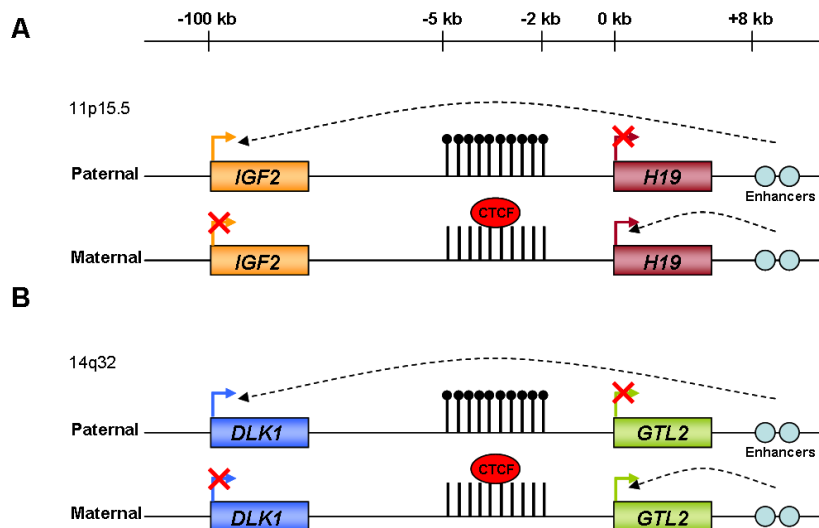 -100 kb -5 kb -2 kb 0 kb +8 kb
A
11p15.5
Paternal IGF2 H19
Enhancers
CTCF
Maternal IGF2 H19
B
14q32
Paternal DLK1 GTL2
Enhancers
CTCF
Maternal DLK1 GTL2